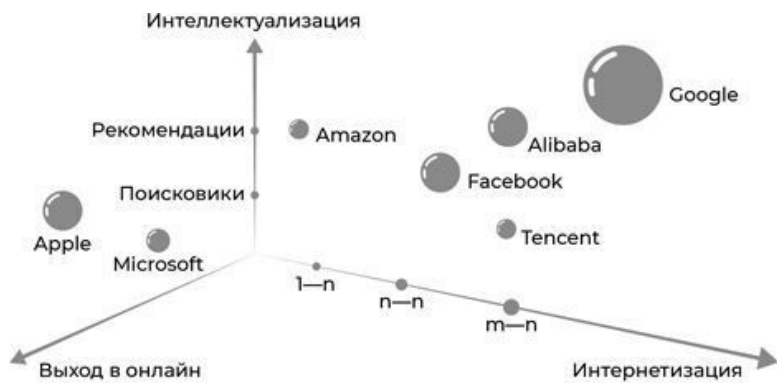 Интеллектуализация
Google
Рекомендации
Amazon
Alibaba
Facebook
Поисковики
Apple
Microsoft
Tencent
1—n
n—n
m—n
Выход в онлайн
Интернетизация